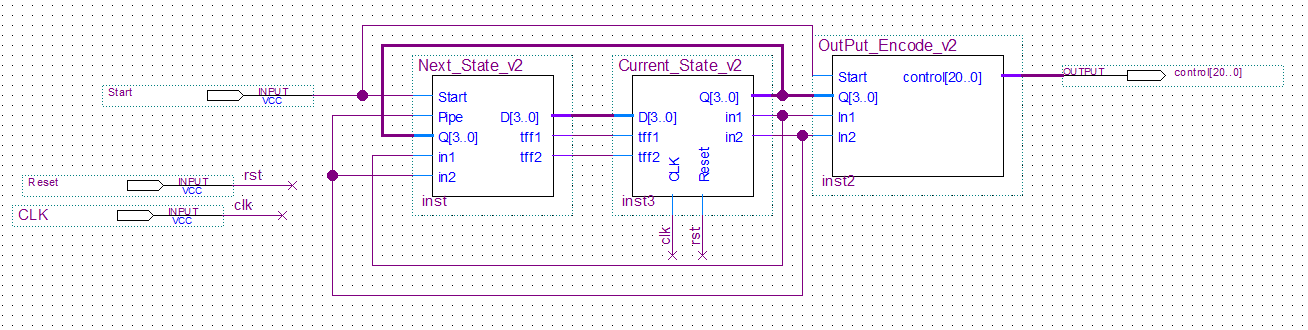 OutPut_Encode_v2
Next_State_v2
Current_State_v2
Start
INPUT
VCC
Start
Pipe
Q[3..0]
in1
in2
D[3..0]
tff1
tff2
inst
D[3..0]
tff1
tff2
Q[3..0]
in1
in2
CLK
Reset
inst3
Start
Q[3..0]
In1
In2
control[20..0]
inst2
OUTPUT
control[20..0]
Reset
INPUT
VCC
rst
CLK
INPUT
VCC
clk
clk
rst